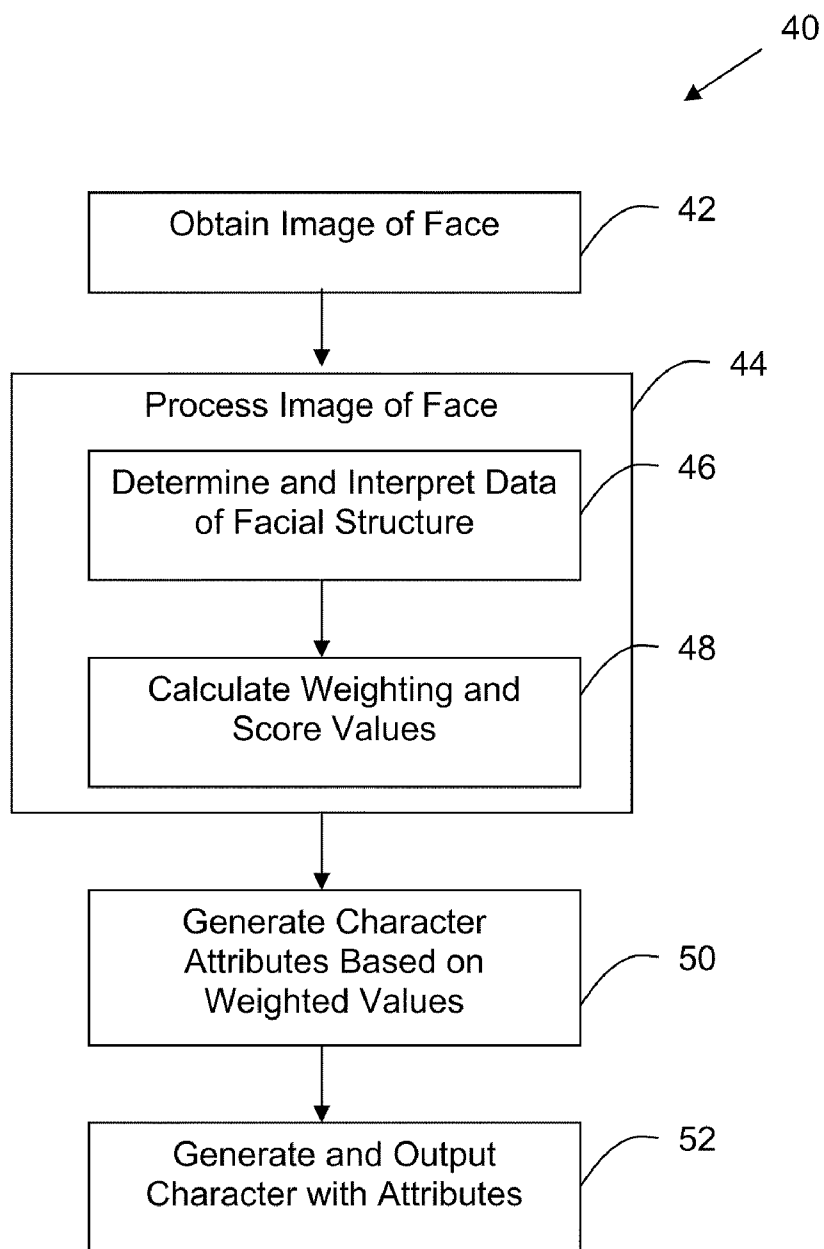 40
Obtain Image of Face
42
Process Image of Face
44
Determine and Interpret Data
of Facial Structure
46
Calculate Weighting and
Score Values
48
Generate Character
Attributes Based on
Weighted Values
50
Generate and Output
Character with Attributes
52